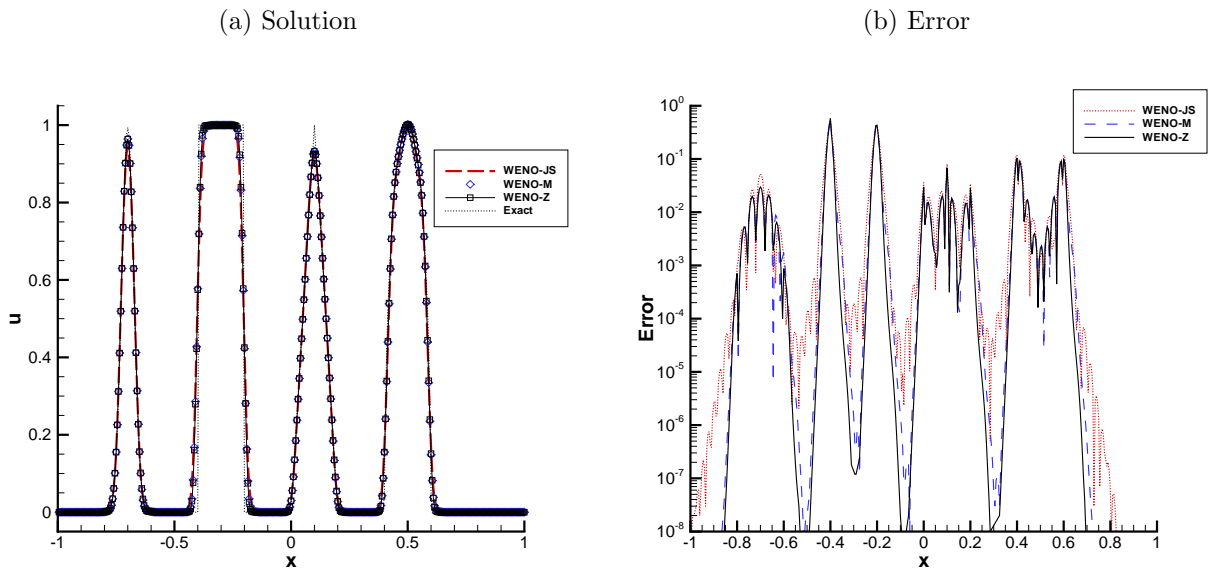 (a) Solution
(b) Error
u
1
0.8
0.6
0.4
0.2
0
-1
-0.5
0
0.5
1
x
WENO-JS
WENO-M
WENO-Z
Exact
Error
10^0
10^-1
10^-2
10^-3
10^-4
10^-5
10^-6
10^-7
10^-8
-1
-0.8
-0.6
-0.4
-0.2
0
0.2
0.4
0.6
0.8
1
x
WENO-JS
WENO-M
WENO-Z